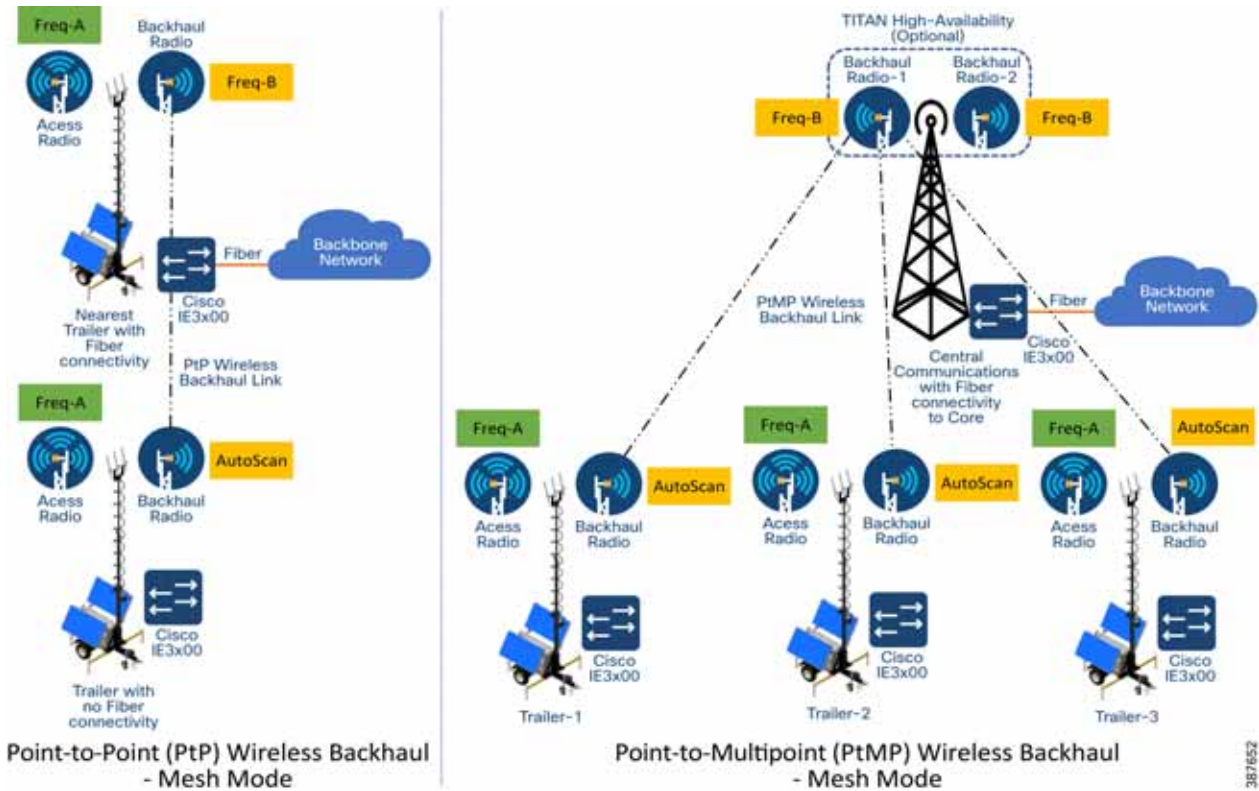 Freq-A
Backhaul
Radio
Freq-B
Acess
Radio
Fiber
Backbone
Network
Cisco
IE3x00
Nearest
Trailer with
Fiber
connectivity
PtP Wireless
Backhaul Link
Freq-A
AutoScan
Acess
Radio
Backhaul
Radio
Cisco
IE3x00
Trailer with
no Fiber
connectivity
Point-to-Point (PtP) Wireless Backhaul
- Mesh Mode
TITAN High-Availability
(Optional)
Backhaul
Radio-1
Backhaul
Radio-2
Freq-B
Freq-B
PtMP Wireless
Backhaul Link
Fiber
Backbone
Network
Cisco
IE3x00
Central
Communications
with Fiber
connectivity
to Core
Freq-A
AutoScan
Acess
Radio
Backhaul
Radio
Cisco
IE3x00
Trailer-1
Freq-A
AutoScan
Acess
Radio
Backhaul
Radio
Cisco
IE3x00
Trailer-2
Freq-A
AutoScan
Acess
Radio
Backhaul
Radio
Cisco
IE3x00
Trailer-3
Point-to-Multipoint (PtMP) Wireless Backhaul
- Mesh Mode
387652